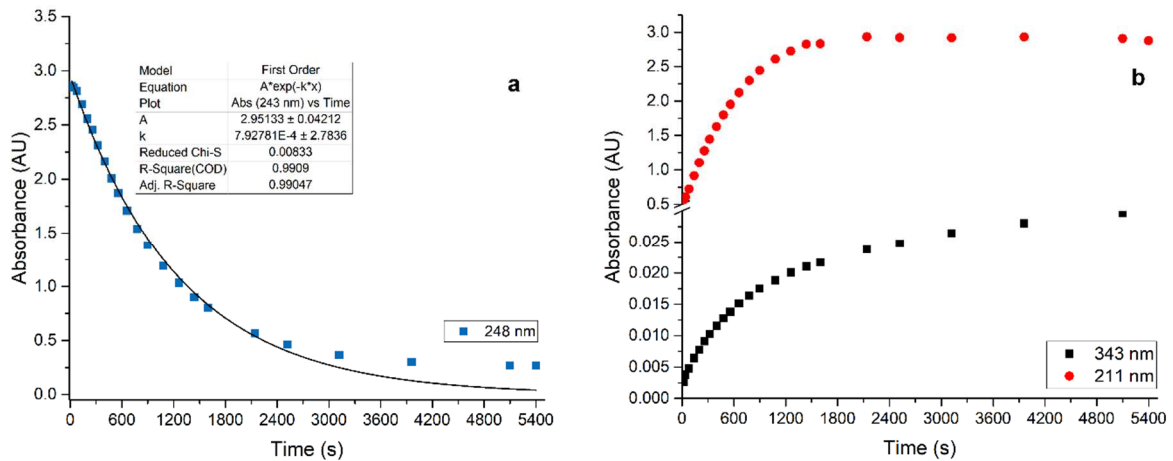 a
Absorbance (AU)
3.5
3.0
2.5
2.0
1.5
1.0
0.5
0.0
Model First Order
Equation A*exp(-k*x)
Plot Abs (243 nm) vs Time
A 2.95133 ± 0.04212
k 7.92781E-4 ± 2.7836
Reduced Chi-S 0.00833
R-Square(COD) 0.9909
Adj. R-Square 0.99047
248 nm
0 600 1200 1800 2400 3000 3600 4200 4800 5400
Time (s)
b
Absorbance (AU)
3.5
3.0
2.5
2.0
1.5
1.0
0.5
0.025
0.020
0.015
0.010
0.005
0.000
343 nm
211 nm
0 600 1200 1800 2400 3000 3600 4200 4800 5400
Time (s)